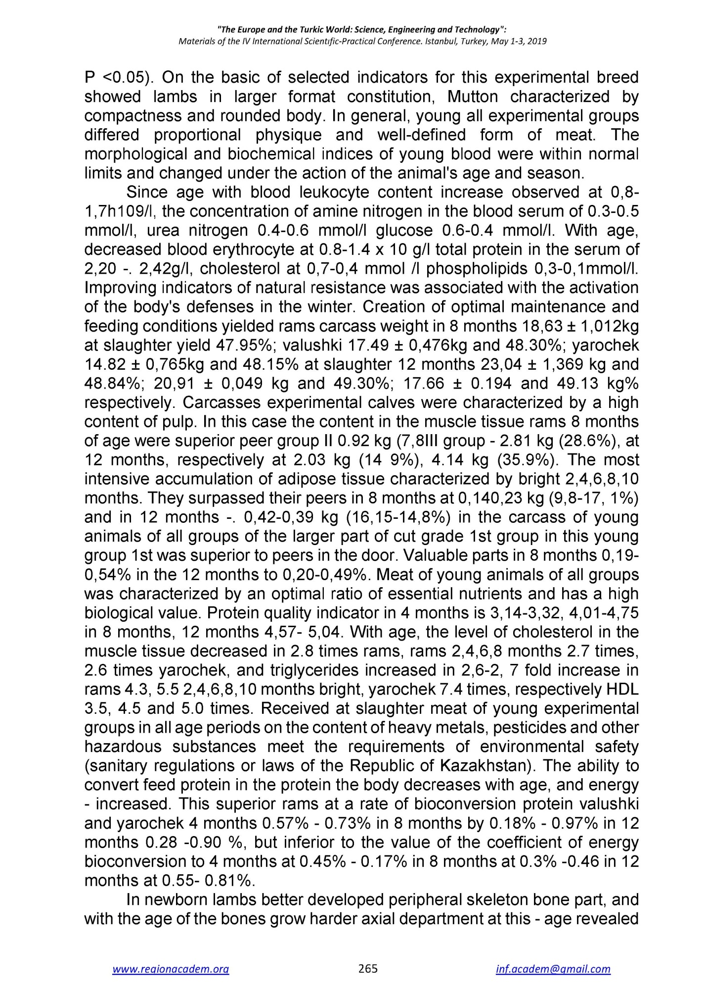 "The Europe and the Turkic World: Science, Engineering and Technology":
Materials of the IV International Scientific-Practical Conference. Istanbul, Turkey, May 1-3, 2019
P <0.05). On the basic of selected indicators for this experimental breed
showed lambs in larger format constitution, Mutton characterized by
compactness and rounded body. In general, young all experimental groups
differed proportional physique and well-defined form of meat. The
morphological and biochemical indices of young blood were within normal
limits and changed under the action of the animal's age and season.
Since age with blood leukocyte content increase observed at 0,8-
1,7h109/l, the concentration of amine nitrogen in the blood serum of 0.3-0.5
mmol/l, urea nitrogen 0.4-0.6 mmol/l glucose 0.6-0.4 mmol/l. With age,
decreased blood erythrocyte at 0.8-1.4 x 10 g/l total protein in the serum of
2,20 -. 2,42g/l, cholesterol at 0,7-0,4 mmol /l phospholipids 0,3-0,1mmol/l.
Improving indicators of natural resistance was associated with the activation
of the body's defenses in the winter. Creation of optimal maintenance and
feeding conditions yielded rams carcass weight in 8 months 18,63 ± 1,012kg
at slaughter yield 47.95%; valushki 17.49 ± 0,476kg and 48.30%; yarochek
14.82 ± 0,765kg and 48.15% at slaughter 12 months 23,04 ± 1,369 kg and
48.84%; 20,91 ± 0,049 kg and 49.30%; 17.66 ± 0.194 and 49.13 kg%
respectively. Carcasses experimental calves were characterized by a high
content of pulp. In this case the content in the muscle tissue rams 8 months
of age were superior peer group II 0.92 kg (7,8III group - 2.81 kg (28.6%), at
12 months, respectively at 2.03 kg (14 9%), 4.14 kg (35.9%). The most
intensive accumulation of adipose tissue characterized by bright 2,4,6,8,10
months. They surpassed their peers in 8 months at 0,140,23 kg (9,8-17, 1%)
and in 12 months -. 0,42-0,39 kg (16,15-14,8%) in the carcass of young
animals of all groups of the larger part of cut grade 1st group in this young
group 1st was superior to peers in the door. Valuable parts in 8 months 0,19-
0,54% in the 12 months to 0,20-0,49%. Meat of young animals of all groups
was characterized by an optimal ratio of essential nutrients and has a high
biological value. Protein quality indicator in 4 months is 3,14-3,32, 4,01-4,75
in 8 months, 12 months 4,57- 5,04. With age, the level of cholesterol in the
muscle tissue decreased in 2.8 times rams, rams 2,4,6,8 months 2.7 times,
2.6 times yarochek, and triglycerides increased in 2,6-2, 7 fold increase in
rams 4.3, 5.5 2,4,6,8,10 months bright, yarochek 7.4 times, respectively HDL
3.5, 4.5 and 5.0 times. Received at slaughter meat of young experimental
groups in all age periods on the content of heavy metals, pesticides and other
hazardous substances meet the requirements of environmental safety
(sanitary regulations or laws of the Republic of Kazakhstan). The ability to
convert feed protein in the protein the body decreases with age, and energy
- increased. This superior rams at a rate of bioconversion protein valushki
and yarochek 4 months 0.57% - 0.73% in 8 months by 0.18% - 0.97% in 12
months 0.28 -0.90 %, but inferior to the value of the coefficient of energy
bioconversion to 4 months at 0.45% - 0.17% in 8 months at 0.3% -0.46 in 12
months at 0.55- 0.81%.
In newborn lambs better developed peripheral skeleton bone part, and
with the age of the bones grow harder axial department at this - age revealed
www.regionacadem.org 265 inf.academ@gmail.com